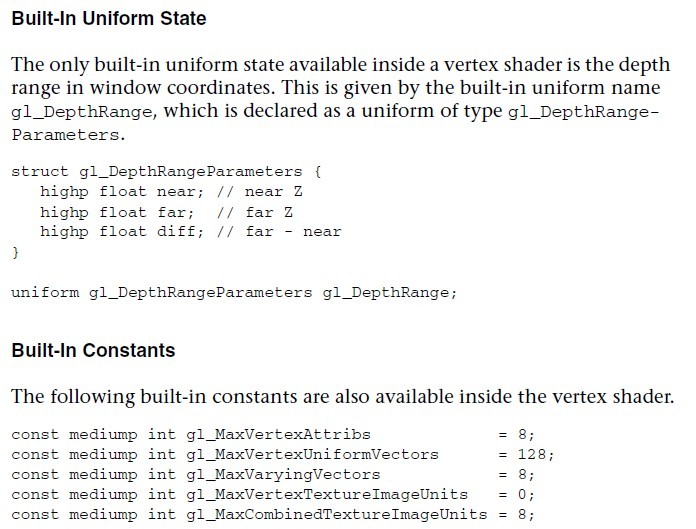 Built-In Uniform State
The only built-in uniform state available inside a vertex shader is the depth
range in window coordinates. This is given by the built-in uniform name
gl_DepthRange, which is declared as a uniform of type gl_DepthRange-
Parameters.
struct gl_DepthRangeParameters {
   highp float near; // near Z
   highp float far;  // far Z
   highp float diff; // far - near
}
uniform gl_DepthRangeParameters gl_DepthRange;
Built-In Constants
The following built-in constants are also available inside the vertex shader.
const mediump int gl_MaxVertexAttribs             = 8;
const mediump int gl_MaxVertexUniformVectors      = 128;
const mediump int gl_MaxVaryingVectors            = 8;
const mediump int gl_MaxVertexTextureImageUnits   = 0;
const mediump int gl_MaxCombinedTextureImageUnits = 8;